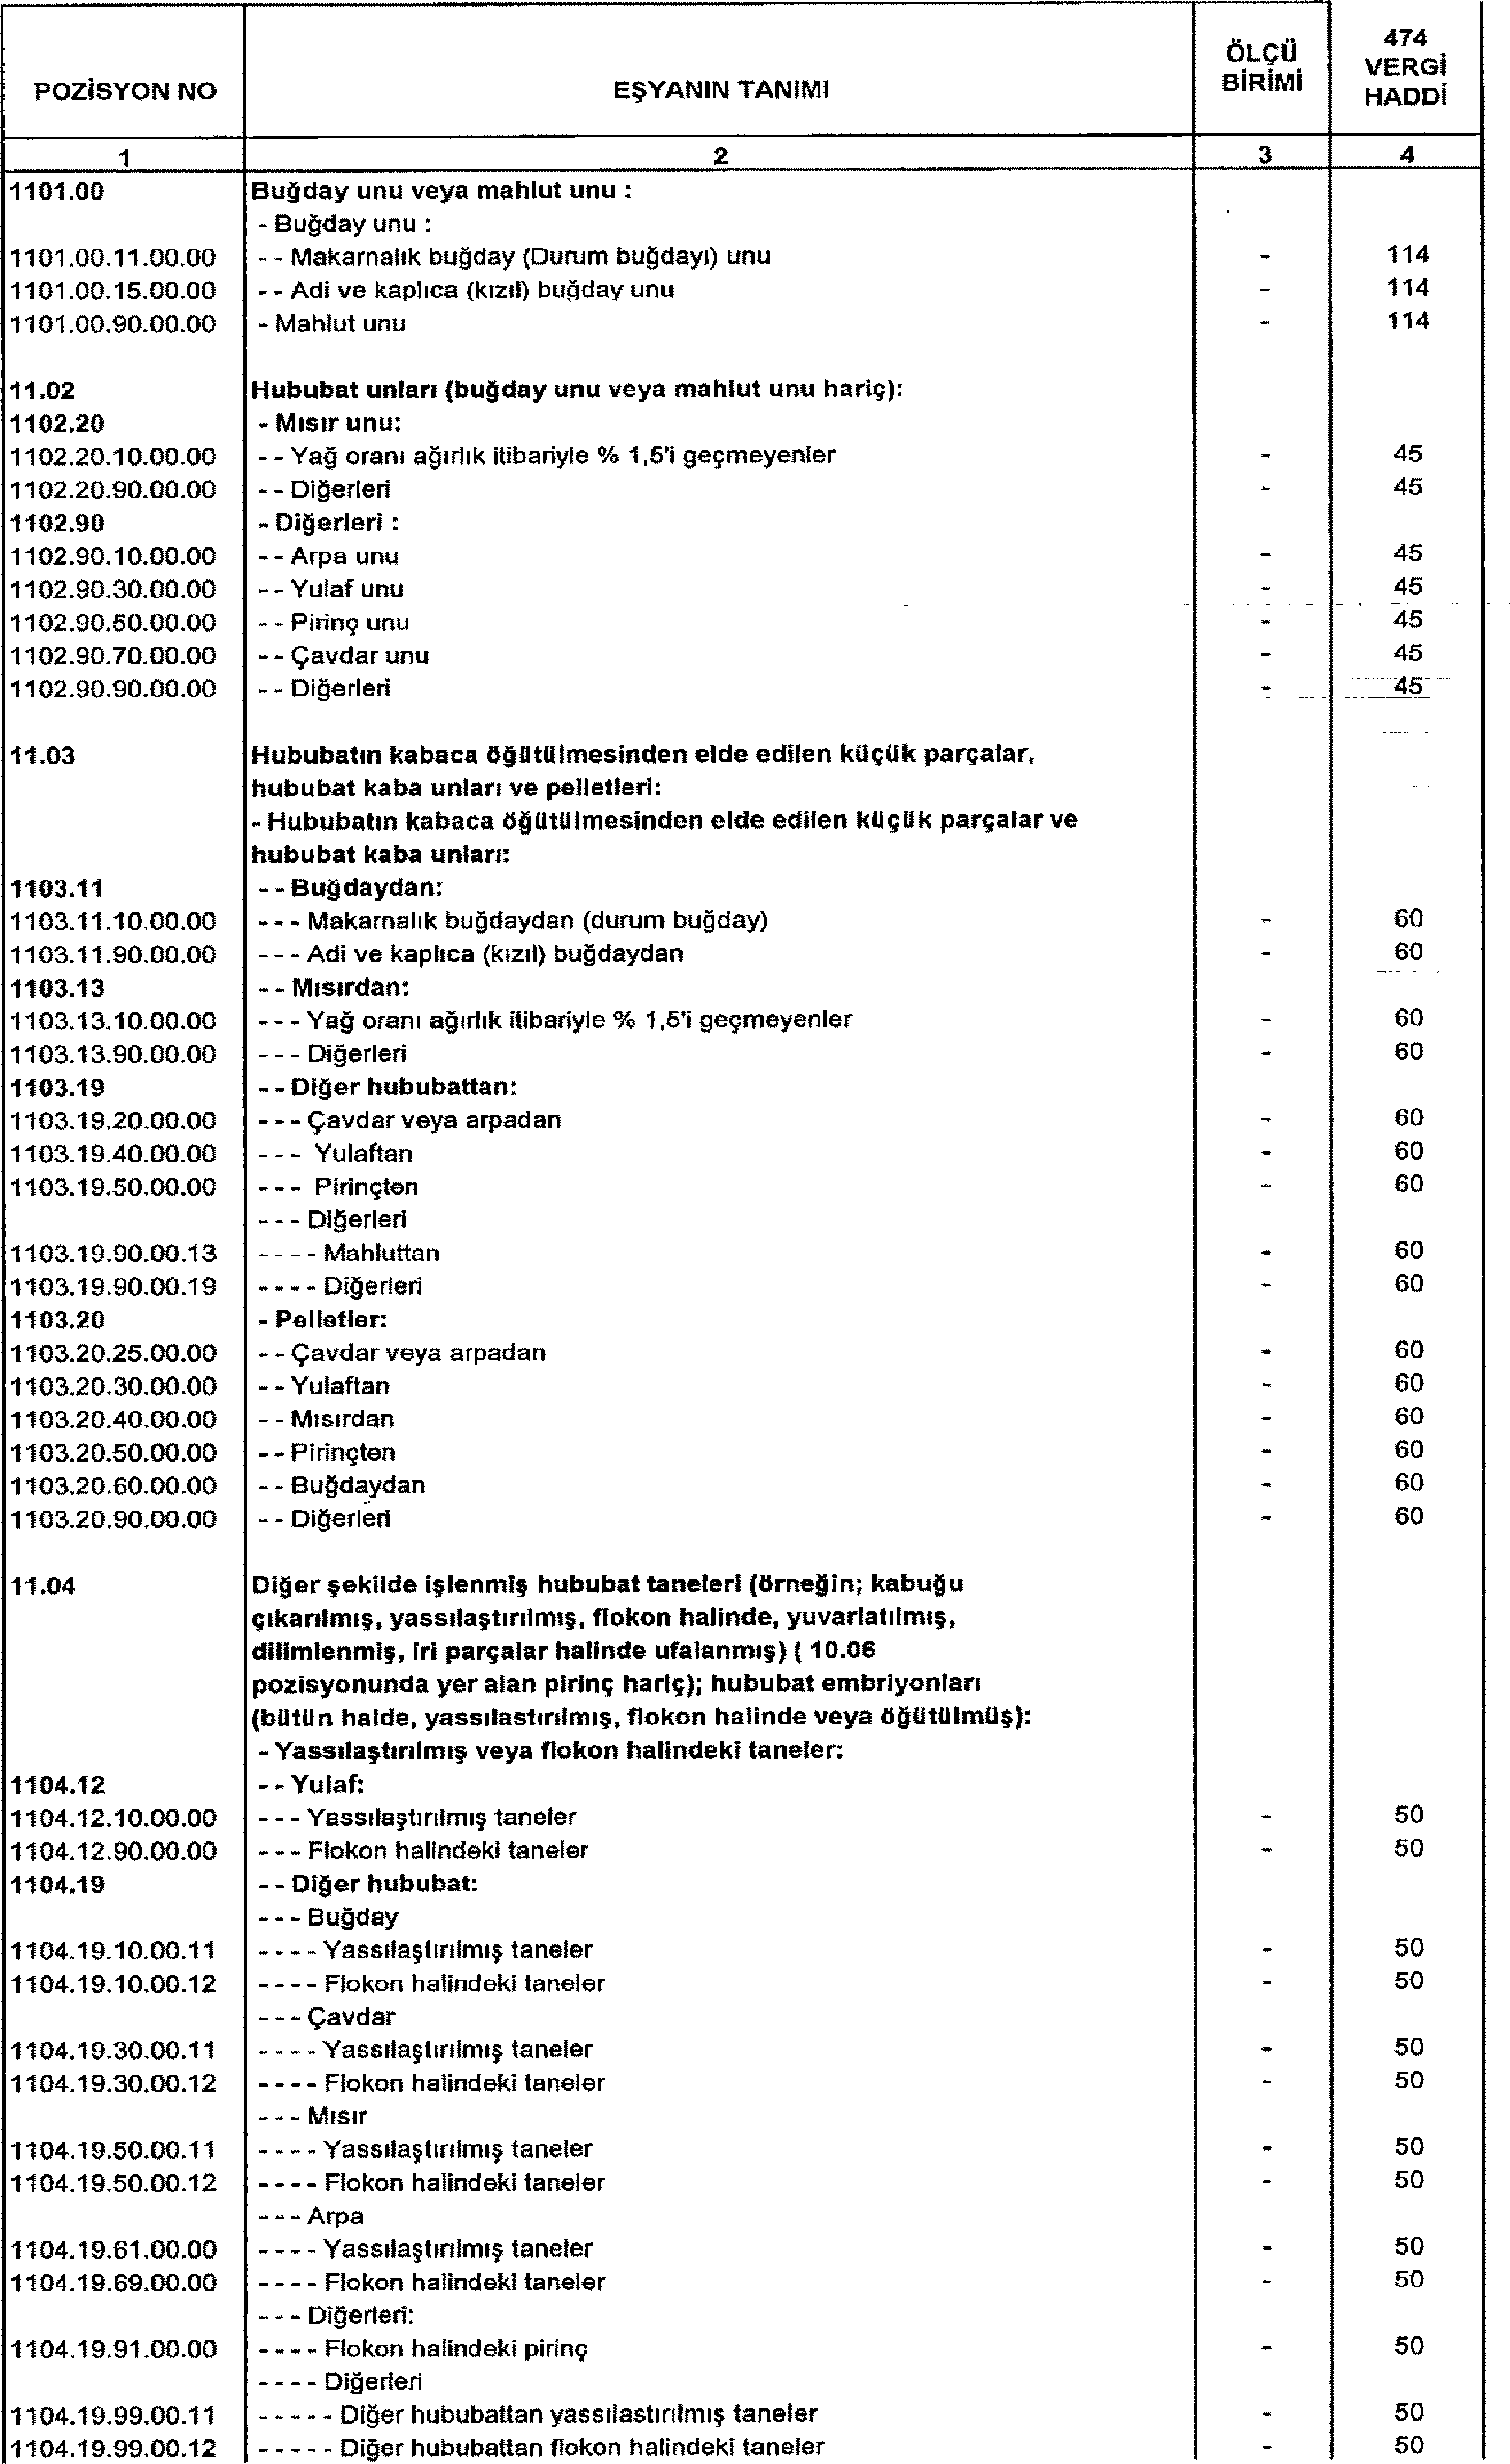 POZİSYON NO EŞYANIN TANIMI ÖLÇÜ BİRİMİ 474 VERGİ HADDİ
1 2 3 4
1101.00 Buğday unu veya mahlut unu :
- Buğday unu :
1101.00.11.00.00 - - Makarnalık buğday (Durum buğdayı) unu - 114
1101.00.15.00.00 - - Adi ve kaplıca (kızıl) buğday unu - 114
1101.00.90.00.00 - Mahlut unu - 114
11.02 Hububat unları (buğday unu veya mahlut unu hariç):
1102.20 - Mısır unu:
1102.20.10.00.00 - - Yağ oranı ağırlık itibariyle % 1,5'i geçmeyenler - 45
1102.20.90.00.00 - - Diğerleri - 45
1102.90 - Diğerleri :
1102.90.10.00.00 - - Arpa unu - 45
1102.90.30.00.00 - - Yulaf unu - 45
1102.90.50.00.00 - - Pirinç unu - 45
1102.90.70.00.00 - - Çavdar unu - 45
1102.90.90.00.00 - - Diğerleri - 45
11.03 Hububatın kabaca öğütülmesinden elde edilen küçük parçalar,
hububat kaba unları ve pelletleri:
- Hububatın kabaca öğütülmesinden elde edilen küçük parçalar ve
hububat kaba unları:
1103.11 - - Buğdaydan:
1103.11.10.00.00 - - - Makarnalık buğdaydan (durum buğday) - 60
1103.11.90.00.00 - - - Adi ve kaplıca (kızıl) buğdaydan - 60
1103.13 - - Mısırdan:
1103.13.10.00.00 - - - Yağ oranı ağırlık itibariyle % 1,5'i geçmeyenler - 60
1103.13.90.00.00 - - - Diğerleri - 60
1103.19 - - Diğer hububattan:
1103.19.20.00.00 - - - Çavdar veya arpadan - 60
1103.19.40.00.00 - - - Yulaftan - 60
1103.19.50.00.00 - - - Pirinçten - 60
- - - Diğerleri
1103.19.90.00.13 - - - - Mahluttan - 60
1103.19.90.00.19 - - - - Diğerleri - 60
1103.20 - Pelletler:
1103.20.25.00.00 - - Çavdar veya arpadan - 60
1103.20.30.00.00 - - Yulaftan - 60
1103.20.40.00.00 - - Mısırdan - 60
1103.20.50.00.00 - - Pirinçten - 60
1103.20.60.00.00 - - Buğdaydan - 60
1103.20.90.00.00 - - Diğerleri - 60
11.04 Diğer şekilde işlenmiş hububat taneleri (örneğin; kabuğu
çıkarılmış, yassılaştırılmış, flokon halinde, yuvarlatılmış,
dilimlenmiş, iri parçalar halinde ufalanmış) ( 10.06
pozisyonunda yer alan pirinç hariç); hububat embriyonları
(bütün halde, yassılastırılmış, flokon halinde veya öğütülmüş):
- Yassılaştırılmış veya flokon halindeki taneler:
1104.12 - - Yulaf:
1104.12.10.00.00 - - - Yassılaştırılmış taneler - 50
1104.12.90.00.00 - - - Flokon halindeki taneler - 50
1104.19 - - Diğer hububat:
- - - Buğday
1104.19.10.00.11 - - - - Yassılaştırılmış taneler - 50
1104.19.10.00.12 - - - - Flokon halindeki taneler - 50
- - - Çavdar
1104.19.30.00.11 - - - - Yassılaştırılmış taneler - 50
1104.19.30.00.12 - - - - Flokon halindeki taneler - 50
- - - Mısır
1104.19.50.00.11 - - - - Yassılaştırılmış taneler - 50
1104.19.50.00.12 - - - - Flokon halindeki taneler - 50
- - - Arpa
1104.19.61.00.00 - - - - Yassılaştırılmış taneler - 50
1104.19.69.00.00 - - - - Flokon halindeki taneler - 50
- - - Diğerleri:
1104.19.91.00.00 - - - - Flokon halindeki pirinç - 50
- - - - Diğerleri
1104.19.99.00.11 - - - - - Diğer hububattan yassılastırılmış taneler - 50
1104.19.99.00.12 - - - - - Diğer hububattan flokon halindeki taneler - 50